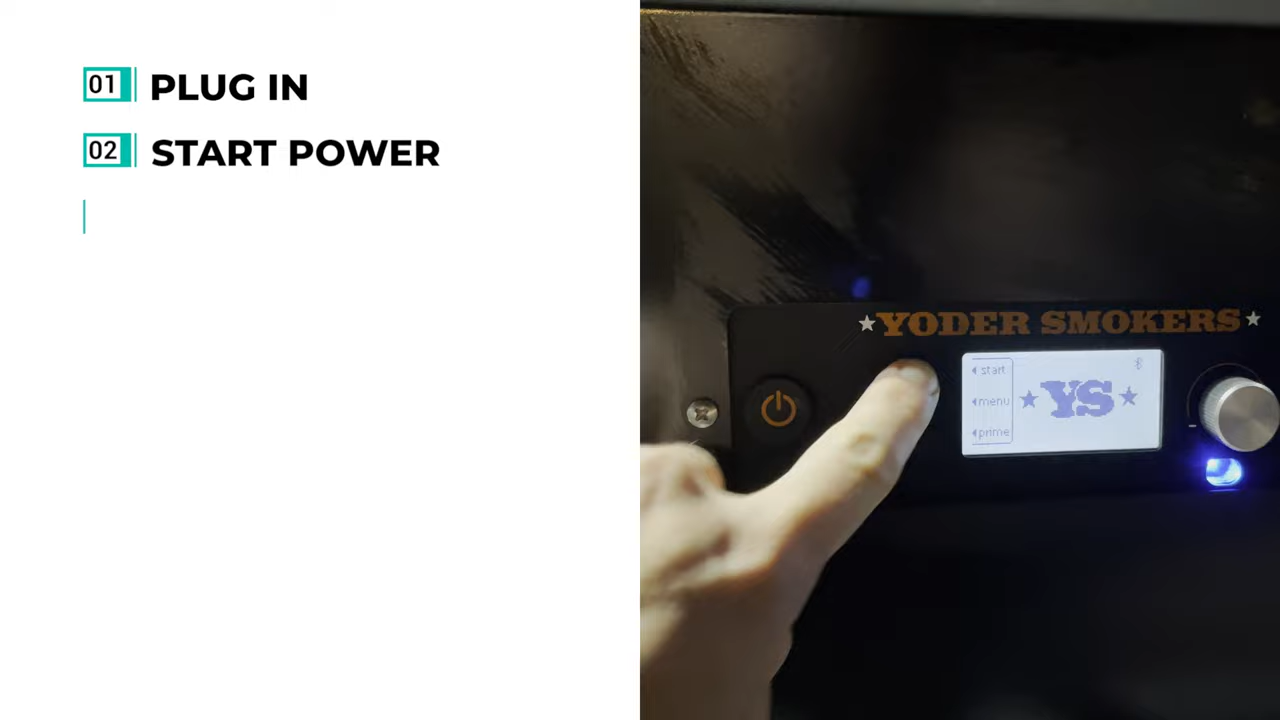 01 PLUG IN
02 START POWER
YODER SMOKERS
start
menu
prime
YS